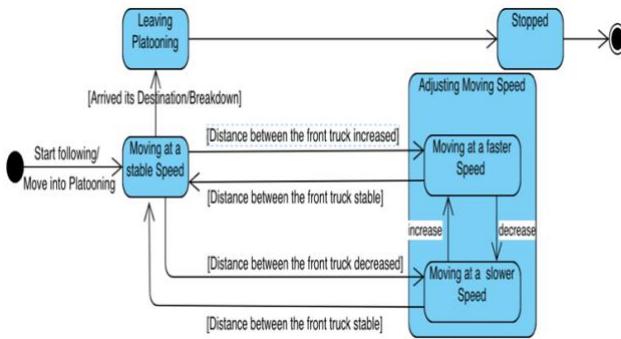 Leaving
Platooning
Stopped
[Arrived its Destination/Breakdown]
Adjusting Moving Speed
[Distance between the front truck increased]
Start following/
Move into Platooning
Moving at a
stable Speed
Moving at a faster
Speed
[Distance between the front truck stable]
increase
decrease
[Distance between the front truck decreased]
Moving at a slower
Speed
[Distance between the front truck stable]